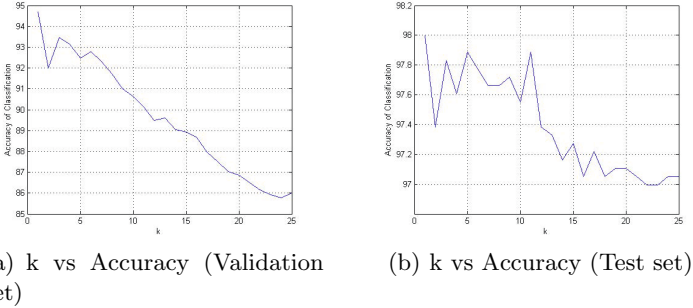 95
94
93
92
91
90
89
88
87
86
85
0 5 10 15 20 25
Accuracy of Classification
k
98.2
98
97.8
97.6
97.4
97.2
97
0 5 10 15 20 25
Accuracy of Classification
k
) k vs Accuracy (Validation
et)
(b) k vs Accuracy (Test set)